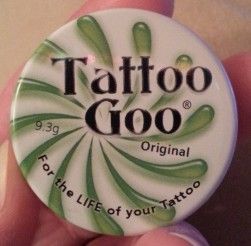 Tattoo
Goo®
9.3g
Original
For the LIFE of your Tattoo